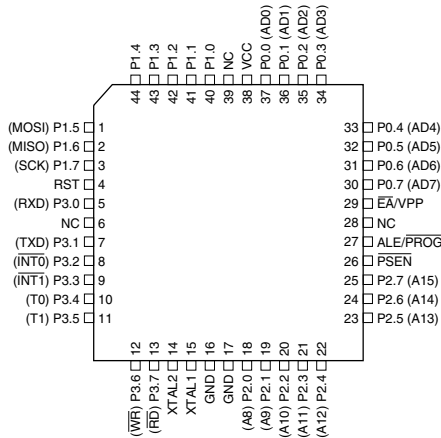 P1.4
P1.3
P1.2
P1.1
P1.0
NC
VCC
P0.0 (AD0)
P0.1 (AD1)
P0.2 (AD2)
P0.3 (AD3)
44
43
42
41
40
39
38
37
36
35
34
(MOSI) P1.5 1
(MISO) P1.6 2
(SCK) P1.7 3
RST 4
(RXD) P3.0 5
NC 6
(TXD) P3.1 7
(INT0) P3.2 8
(INT1) P3.3 9
(T0) P3.4 10
(T1) P3.5 11
33 P0.4 (AD4)
32 P0.5 (AD5)
31 P0.6 (AD6)
30 P0.7 (AD7)
29 EA/VPP
28 NC
27 ALE/PROG
26 PSEN
25 P2.7 (A15)
24 P2.6 (A14)
23 P2.5 (A13)
12
13
14
15
16
17
18
19
20
21
22
(WR) P3.6
(RD) P3.7
XTAL2
XTAL1
GND
GND
(A8) P2.0
(A9) P2.1
(A10) P2.2
(A11) P2.3
(A12) P2.4